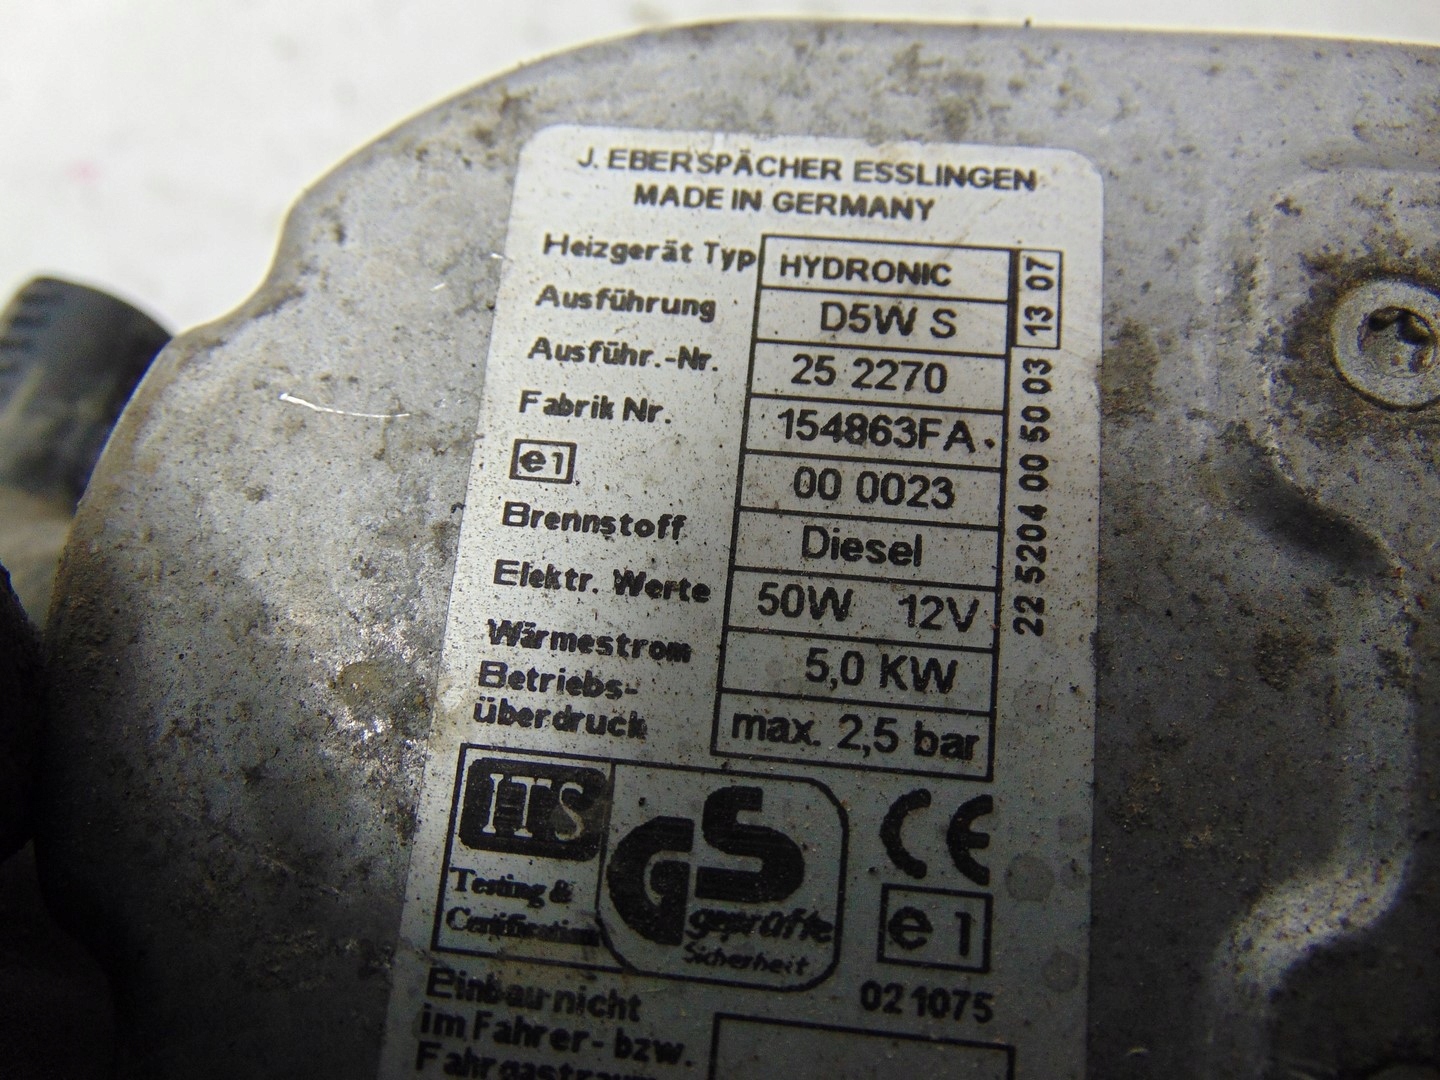 J. EBERSPÄCHER ESSLINGEN
MADE IN GERMANY
Heizgerät Typ HYDRONIC
Ausführung D5W S
Ausführ.-Nr. 25 2270
Fabrik Nr. 154863FA.
e1 00 0023
Brennstoff Diesel
Elektr. Werte 50W 12V
Wärmestrom 5,0 KW
Betriebs-
überdruck max. 2,5 bar
22 5204 00 50 03 13 07
ITS
Testing &
Certification
GS
geprüfte
Sicherheit
CE
e1
021075
Einbau nicht
im Fahrer- bzw.